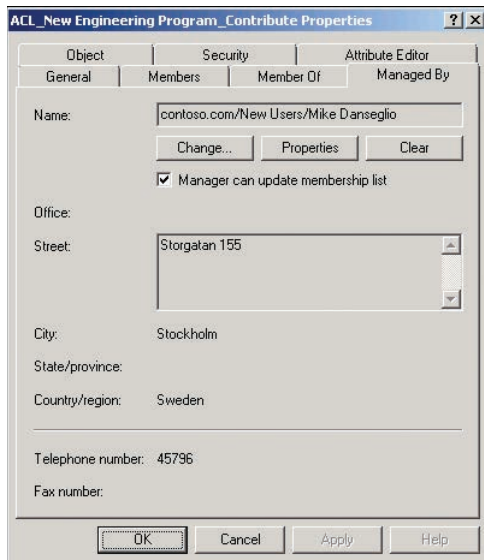 ACL_New Engineering Program_Contribute Properties
Object Security Attribute Editor
General Members Member Of Managed By
Name: contoso.com/New Users/Mike Danseglio
Change... Properties Clear
Manager can update membership list
Office:
Street: Storgatan 155
City: Stockholm
State/province:
Country/region: Sweden
Telephone number: 45796
Fax number:
OK Cancel Apply Help